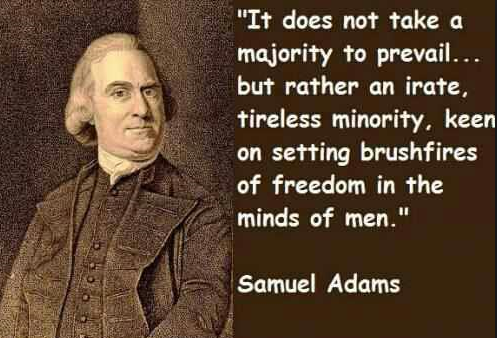 "It does not take a
majority to prevail...
but rather an irate,
tireless minority, keen
on setting brushfires
of freedom in the
minds of men."
Samuel Adams